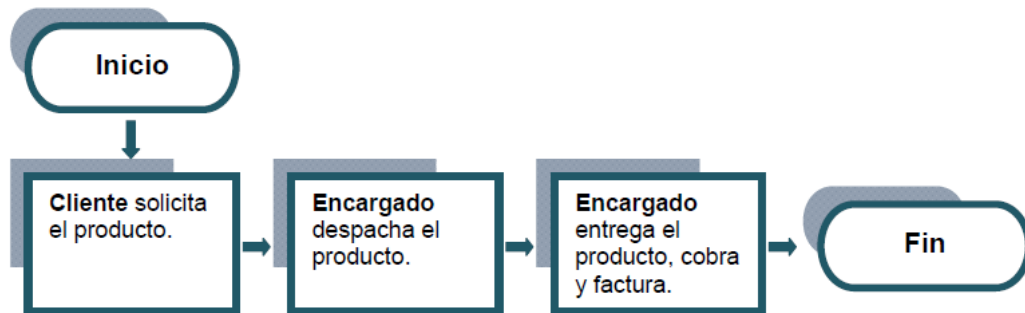 Inicio
Cliente solicita
el producto.
Encargado
despacha el
producto.
Encargado
entrega el
producto, cobra
y factura.
Fin